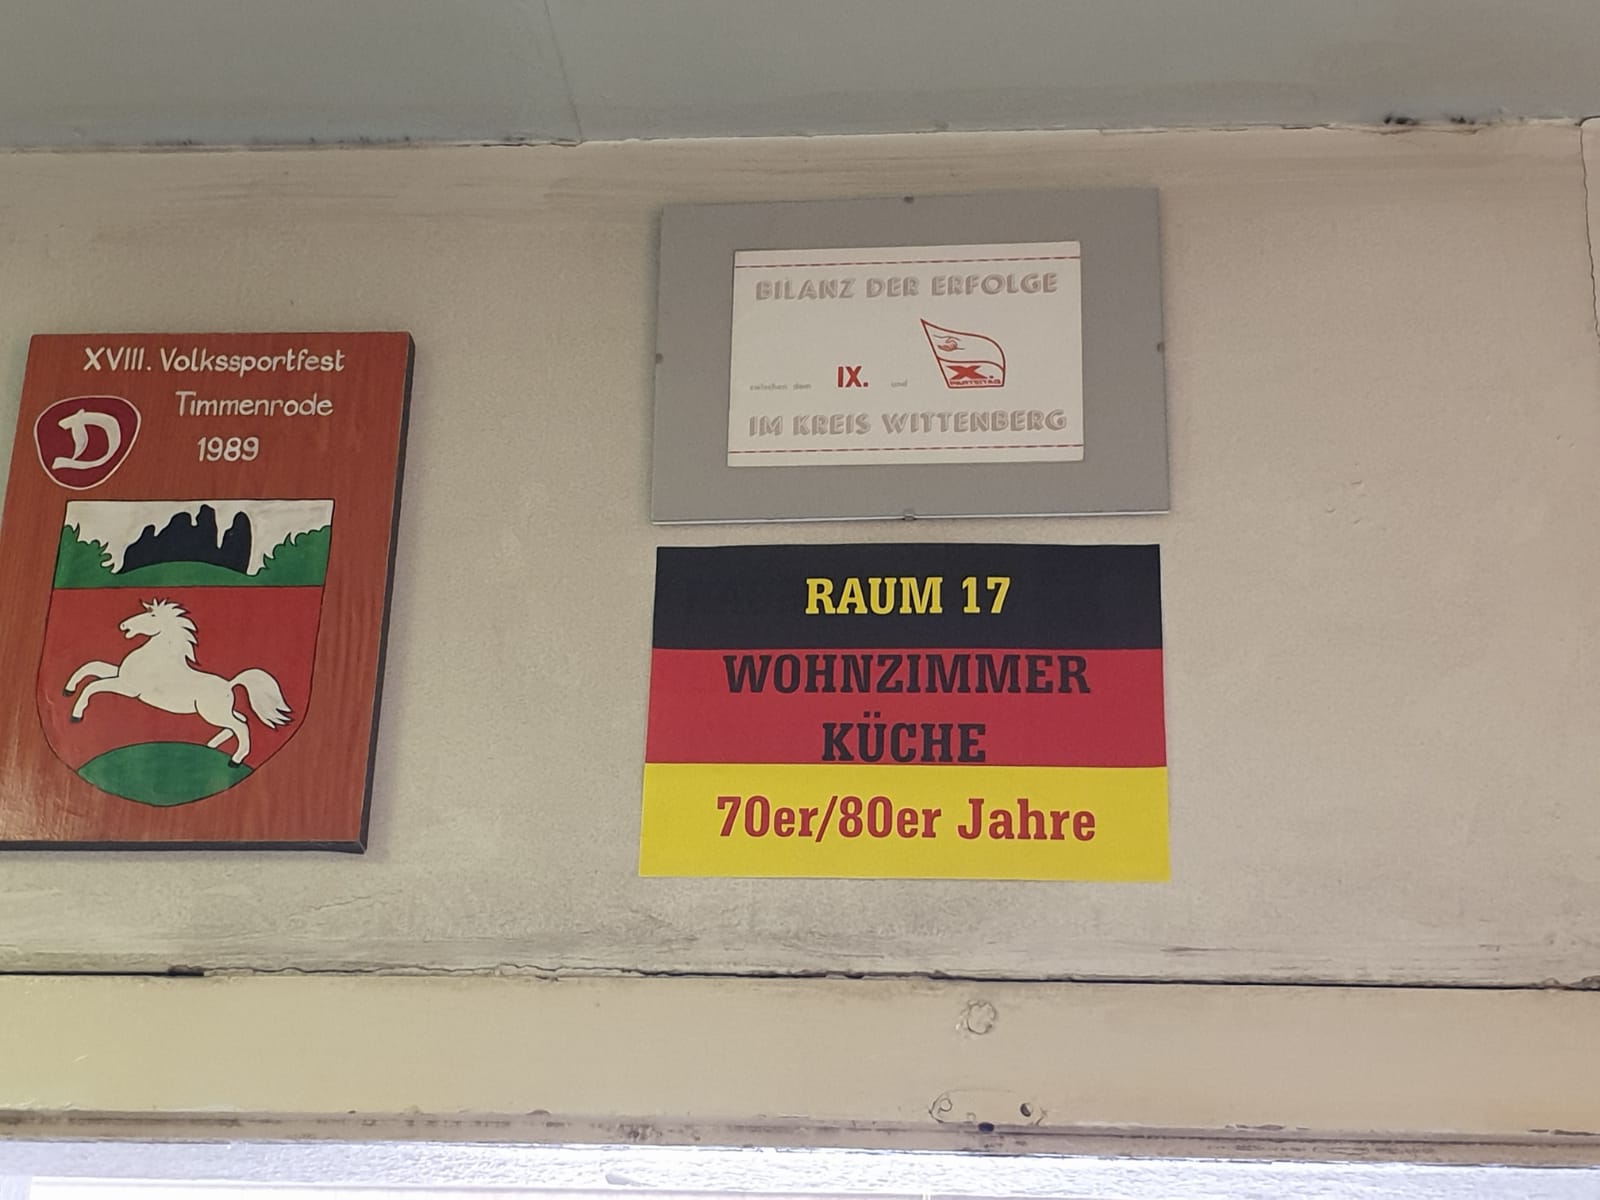 XVIII. Volkssportfest
Timmenrode
1989
D
BILANZ DER ERFOLGE
zwischen dem IX. und X.
PARTEITAG
IM KREIS WITTENBERG
RAUM 17
WOHNZIMMER
KÜCHE
70er/80er Jahre